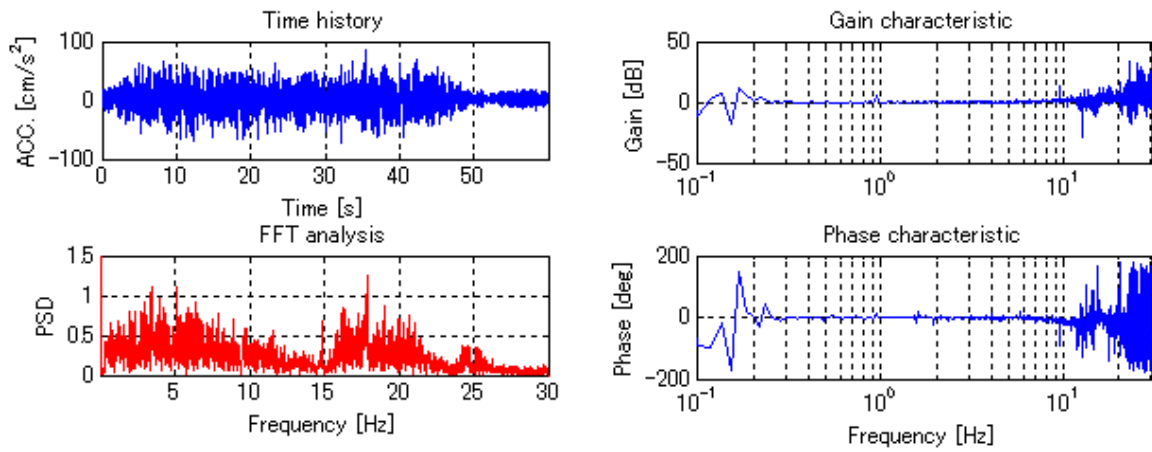 Time history
ACC. [cm/s²]
100
0
-100
0 10 20 30 40 50
Time [s]
Gain characteristic
Gain [dB]
50
0
-50
10⁻¹ 10⁰ 10¹
FFT analysis
PSD
1.5
1
0.5
0
5 10 15 20 25 30
Frequency [Hz]
Phase characteristic
Phase [deg]
200
0
-200
10⁻¹ 10⁰ 10¹
Frequency [Hz]